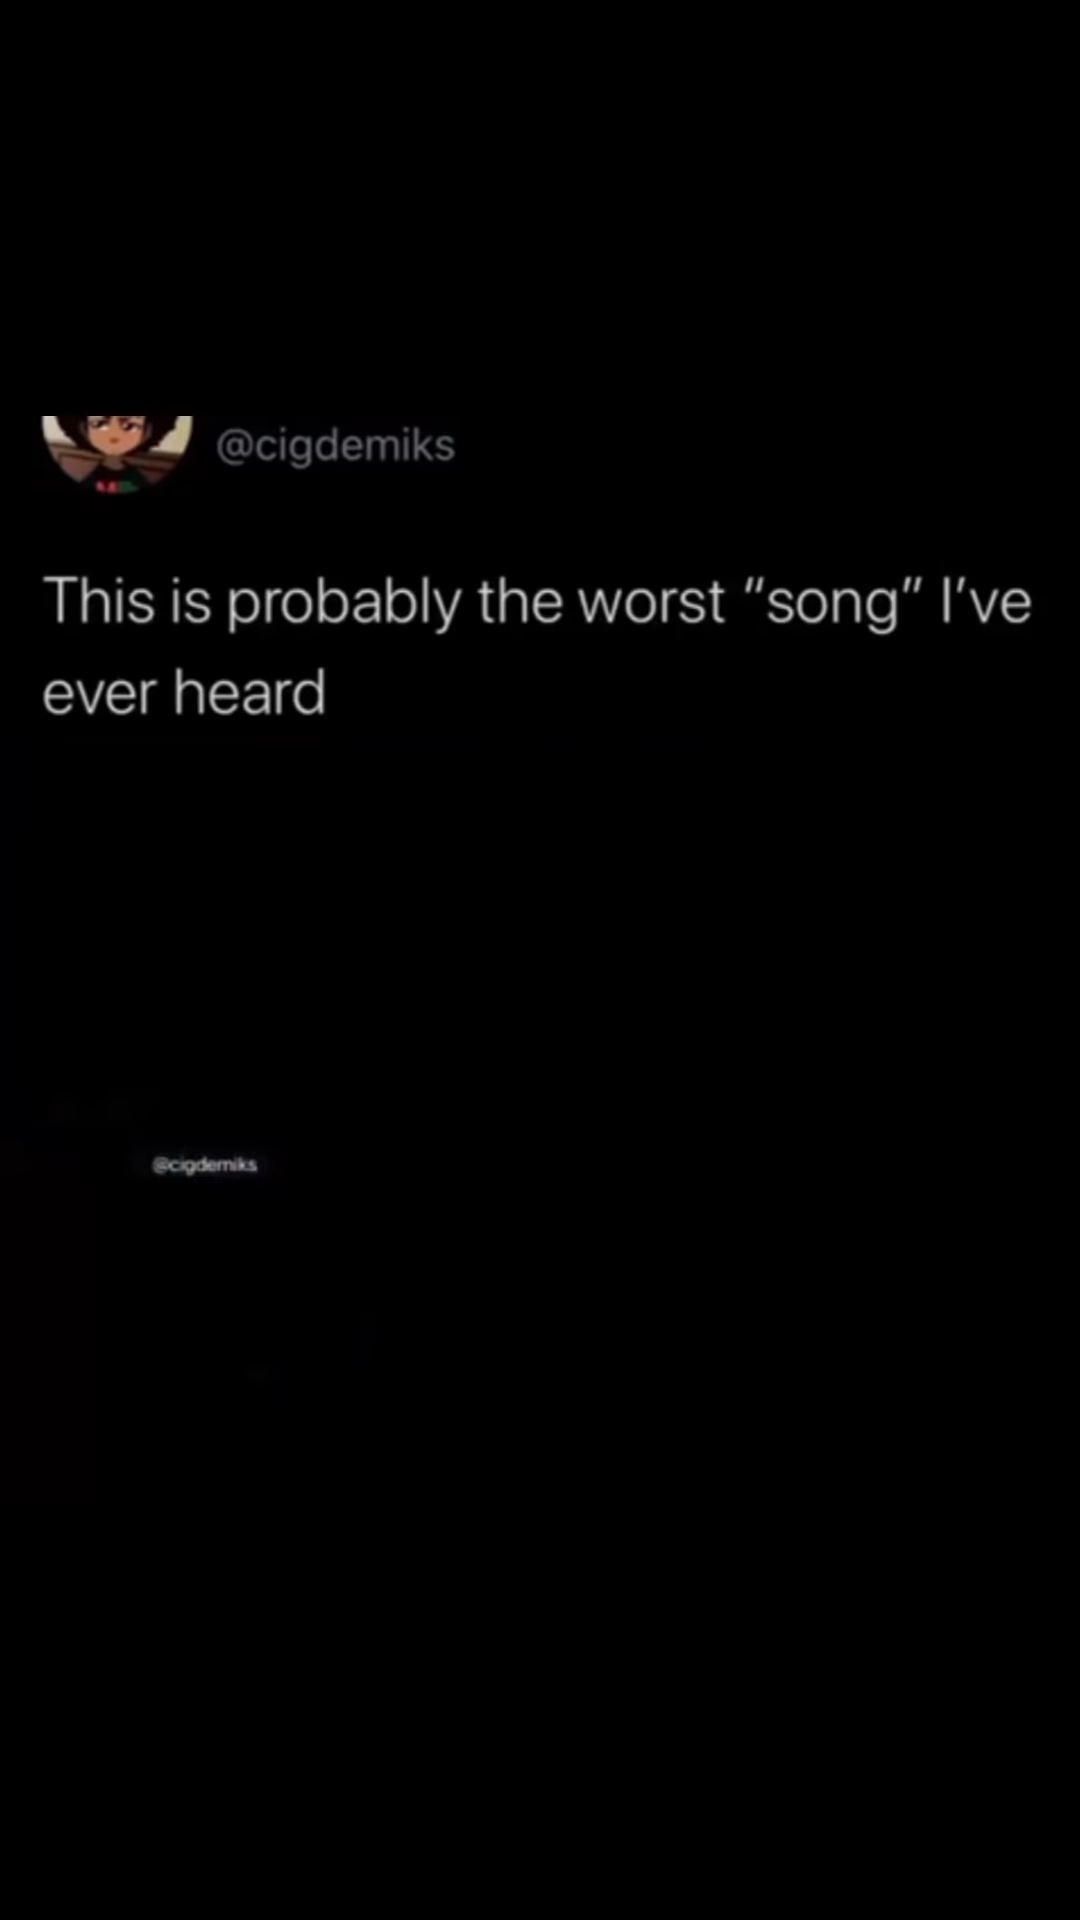 @cigdemiks
This is probably the worst “song” I’ve
ever heard
@cigdemiks